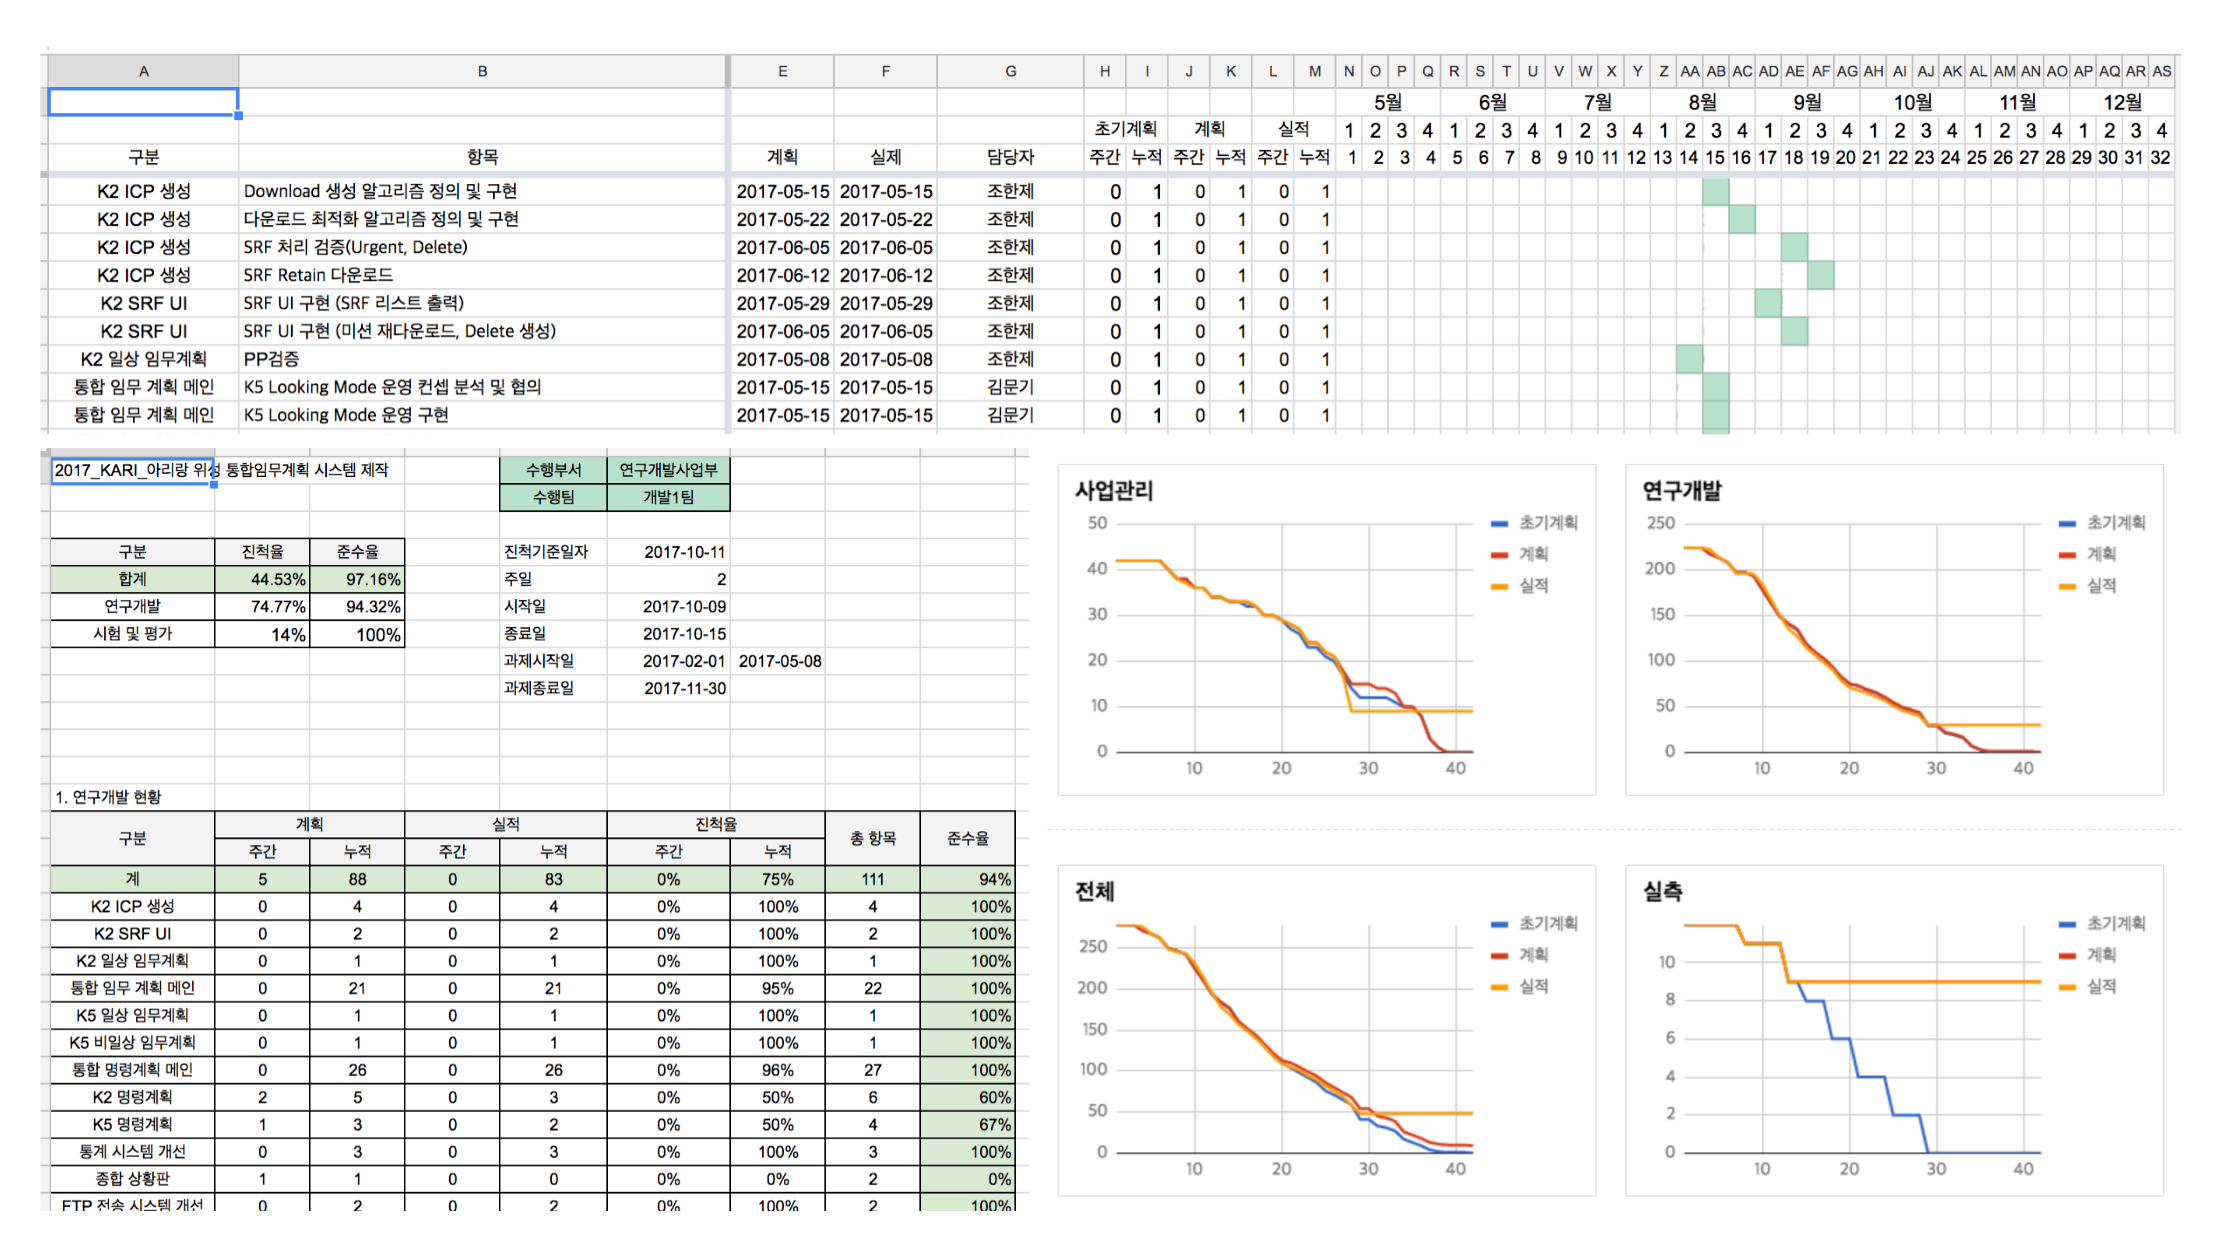 A B E F G H I J K L M N O P Q R S T U V W X Y Z AA AB AC AD AE AF AG AH AI AJ AK AL AM AN AO AP AQ AR AS
5월 6월 7월 8월 9월 10월 11월 12월
초기계획 계획 실적 1 2 3 4 1 2 3 4 1 2 3 4 1 2 3 4 1 2 3 4 1 2 3 4 1 2 3 4 1 2 3 4
구분 항목 계획 실제 담당자 주간 누적 주간 누적 주간 누적 1 2 3 4 5 6 7 8 9 10 11 12 13 14 15 16 17 18 19 20 21 22 23 24 25 26 27 28 29 30 31 32
K2 ICP 생성 Download 생성 알고리즘 정의 및 구현 2017-05-15 2017-05-15 조한제 0 1 0 1 0 1
K2 ICP 생성 다운로드 최적화 알고리즘 정의 및 구현 2017-05-22 2017-05-22 조한제 0 1 0 1 0 1
K2 ICP 생성 SRF 처리 검증(Urgent, Delete) 2017-06-05 2017-06-05 조한제 0 1 0 1 0 1
K2 ICP 생성 SRF Retain 다운로드 2017-06-12 2017-06-12 조한제 0 1 0 1 0 1
K2 SRF UI SRF UI 구현 (SRF 리스트 출력) 2017-05-29 2017-05-29 조한제 0 1 0 1 0 1
K2 SRF UI SRF UI 구현 (미션 재다운로드, Delete 생성) 2017-06-05 2017-06-05 조한제 0 1 0 1 0 1
K2 일상 임무계획 PP검증 2017-05-08 2017-05-08 조한제 0 1 0 1 0 1
통합 임무 계획 메인 K5 Looking Mode 운영 컨셉 분석 및 협의 2017-05-15 2017-05-15 김문기 0 1 0 1 0 1
통합 임무 계획 메인 K5 Looking Mode 운영 구현 2017-05-15 2017-05-15 김문기 0 1 0 1 0 1
2017_KARI_아리랑 위성 통합임무계획 시스템 제작 수행부서 연구개발사업부
수행팀 개발1팀
구분 진척율 준수율 진척기준일자 2017-10-11
합계 44.53% 97.16% 주일 2
연구개발 74.77% 94.32% 시작일 2017-10-09
시험 및 평가 14% 100% 종료일 2017-10-15
과제시작일 2017-02-01 2017-05-08
과제종료일 2017-11-30
1. 연구개발 현황
구분 계획 실적 진척율 총 항목 준수율
주간 누적 주간 누적 주간 누적
계 5 88 0 83 0% 75% 111 94%
K2 ICP 생성 0 4 0 4 0% 100% 4 100%
K2 SRF UI 0 2 0 2 0% 100% 2 100%
K2 일상 임무계획 0 1 0 1 0% 100% 1 100%
통합 임무 계획 메인 0 21 0 21 0% 95% 22 100%
K5 일상 임무계획 0 1 0 1 0% 100% 1 100%
K5 비일상 임무계획 0 1 0 1 0% 100% 1 100%
통합 명령계획 메인 0 26 0 26 0% 96% 27 100%
K2 명령계획 2 5 0 3 0% 50% 6 60%
K5 명령계획 1 3 0 2 0% 50% 4 67%
통계 시스템 개선 0 3 0 3 0% 100% 3 100%
종합 상황판 1 1 0 0 0% 0% 2 0%
FTP 전송 시스템 개선 0 2 0 2 0% 100% 2 100%
사업관리
초기계획
계획
실적
50
40
30
20
10
0
10 20 30 40
연구개발
초기계획
계획
실적
250
200
150
100
50
0
10 20 30 40
전체
초기계획
계획
실적
250
200
150
100
50
0
10 20 30 40
실측
초기계획
계획
실적
10
8
6
4
2
0
10 20 30 40